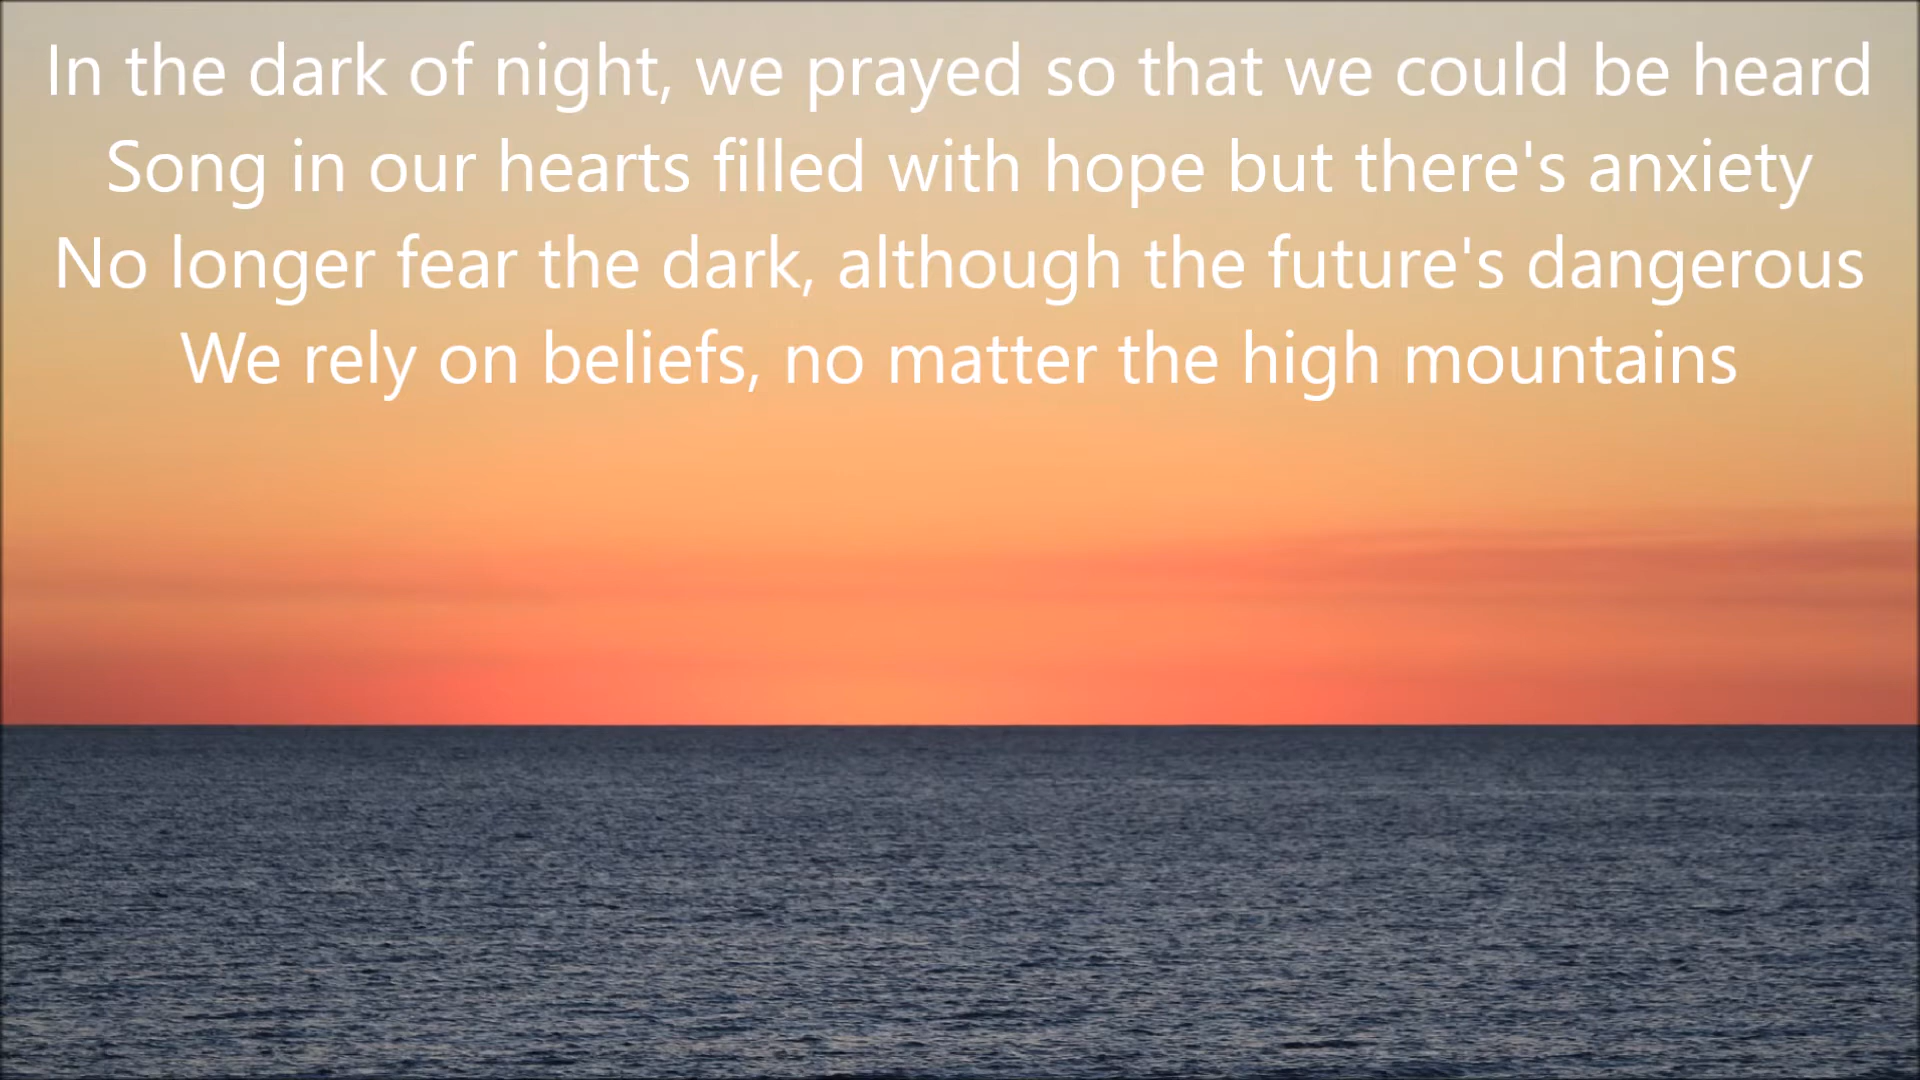 In the dark of night, we prayed so that we could be heard
Song in our hearts filled with hope but there's anxiety
No longer fear the dark, although the future's dangerous
We rely on beliefs, no matter the high mountains